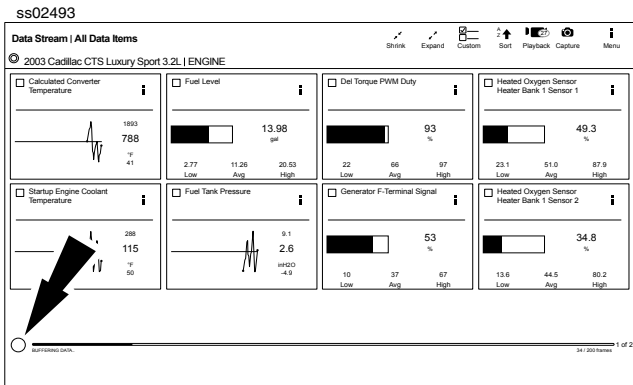 ss02493
Data Stream | All Data Items
Shrink Expand Custom Sort Playback Capture Menu
A
Z
27
2003 Cadillac CTS Luxury Sport 3.2L | ENGINE
Calculated Converter
Temperature
1893
788
°F
41
Fuel Level
13.98
gal
2.77 11.26 20.53
Low Avg High
Del Torque PWM Duty
93
%
22 66 97
Low Avg High
Heated Oxygen Sensor
Heater Bank 1 Sensor 1
49.3
%
23.1 51.0 87.9
Low Avg High
Startup Engine Coolant
Temperature
288
115
°F
50
Fuel Tank Pressure
9.1
2.6
inH2O
-4.9
Generator F-Terminal Signal
53
%
10 37 67
Low Avg High
Heated Oxygen Sensor
Heater Bank 1 Sensor 2
34.8
%
13.6 44.5 80.2
Low Avg High
1 of 2
BUFFERING DATA.. 34 / 200 frames